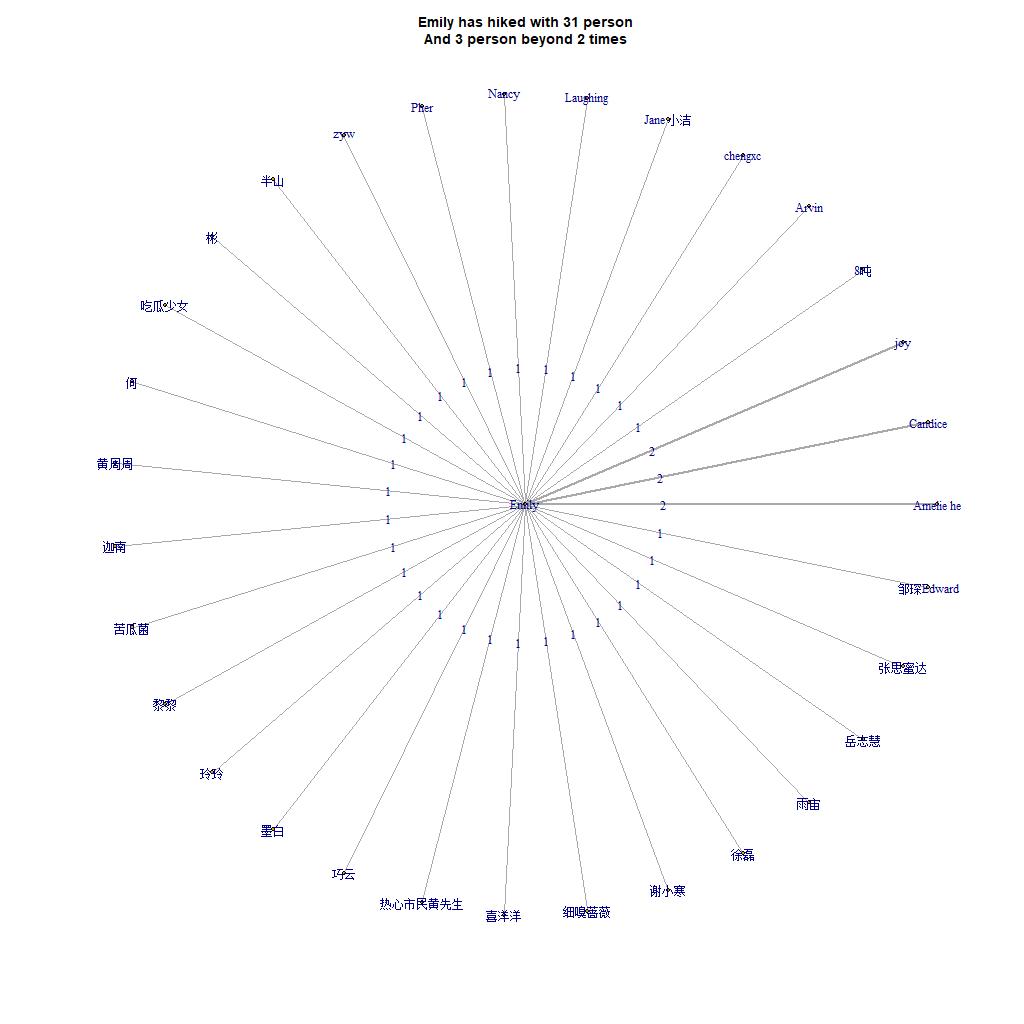 Emily has hiked with 31 person
And 3 person beyond 2 times
Nancy
Laughing
Pher
Jane小洁
zyw
chengxc
半山
Arvin
彬
8吨
吃瓜少女
joy
1
1
1
1
1
1
1
1
1
1
何
1
1
1
2
Candice
黄周周
1
2
1
Emily
2
Amelie he
迦南
1
1
1
1
1
1
邹琛Edward
苦瓜菌
1
1
1
1
1
1
1
1
1
1
张思蜜达
黎黎
岳志慧
玲玲
雨宙
墨白
徐磊
巧云
谢小寒
热心市民黄先生
喜洋洋
细嗅蔷薇